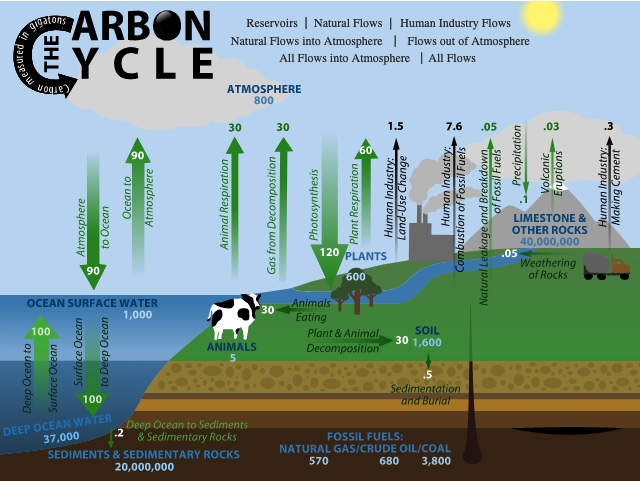 THE CARBON CYCLE
Carbon measured in gigatons
Reservoirs | Natural Flows | Human Industry Flows
Natural Flows into Atmosphere | Flows out of Atmosphere
All Flows into Atmosphere | All Flows
ATMOSPHERE
800
90
Atmosphere
to Ocean
90
Ocean to
Atmosphere
30
Animal Respiration
30
Gas from Decomposition
Photosynthesis
120
60
Plant Respiration
1.5
Human Industry:
Land-Use Change
7.6
Human Industry:
Combustion of Fossil Fuels
.05
Natural Leakage and Breakdown
of Fossil Fuels
Precipitation
.1
.03
Volcanic
Eruptions
.3
Human Industry:
Making Cement
LIMESTONE &
OTHER ROCKS
40,000,000
.05
Weathering
of Rocks
PLANTS
600
OCEAN SURFACE WATER
1,000
30
Animals
Eating
ANIMALS
5
Plant & Animal
Decomposition
30
SOIL
1,600
.5
Sedimentation
and Burial
100
Deep Ocean to
Surface Ocean
Surface Ocean
to Deep Ocean
100
DEEP OCEAN WATER
37,000
.2
Deep Ocean to Sediments
& Sedimentary Rocks
SEDIMENTS & SEDIMENTARY ROCKS
20,000,000
FOSSIL FUELS:
NATURAL GAS/CRUDE OIL/COAL
570 680 3,800